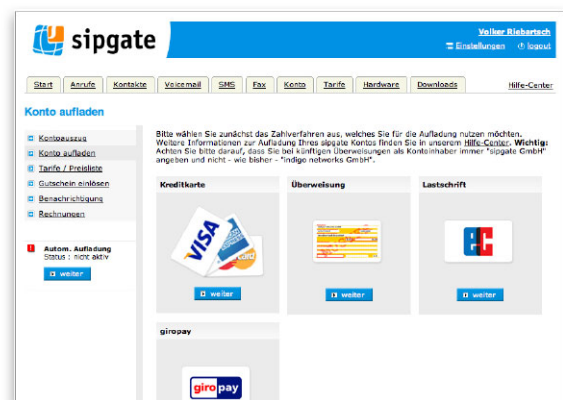 sipgate
Volker Riebartsch
Einstellungen logout
Start Anrufe Kontakte Voicemail SMS Fax Konto Tarife Hardware Downloads Hilfe-Center
Konto aufladen
Kontoauszug
Konto aufladen
Tarife / Preisliste
Gutschein einlösen
Benachrichtigung
Rechnungen
Autom. Aufladung
Status : nicht aktiv
weiter
Bitte wählen Sie zunächst das Zahlverfahren aus, welches Sie für die Aufladung nutzen möchten.
Weitere Informationen zur Aufladung Ihres sipgate Kontos finden Sie in unserem Hilfe-Center. Wichtig:
Achten Sie bitte darauf, dass Sie bei künftigen Überweisungen als Kontoinhaber immer "sipgate GmbH"
angeben und nicht - wie bisher - "indigo networks GmbH".
Kreditkarte Überweisung Lastschrift
VISA
weiter weiter weiter
giropay
giropay